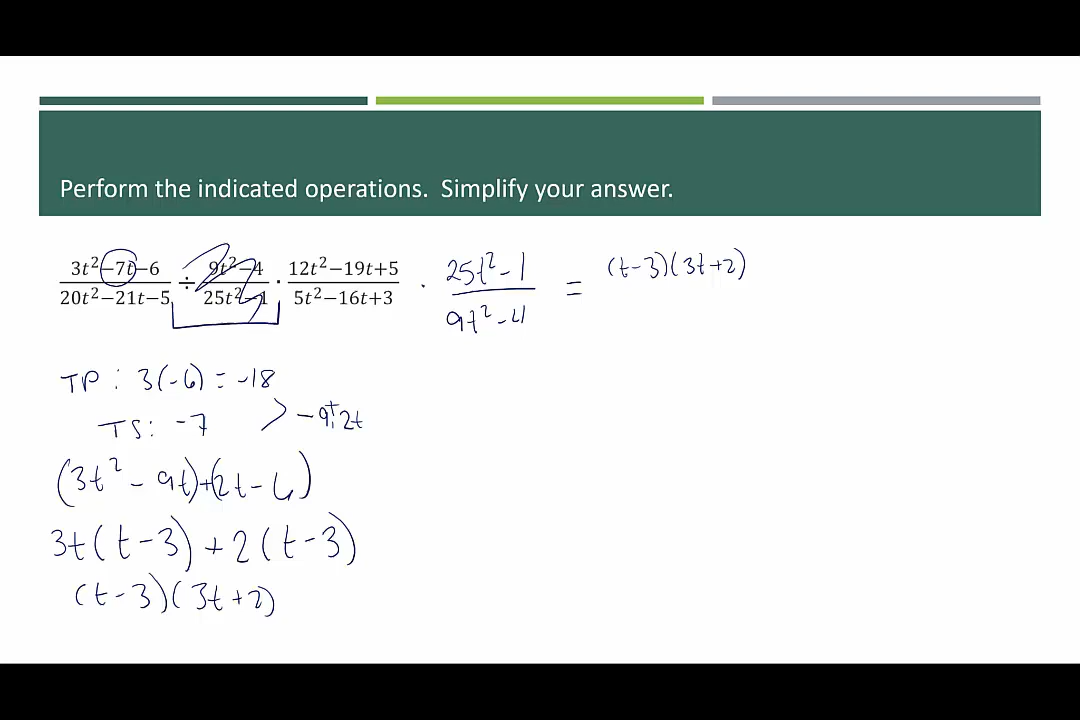 Perform the indicated operations. Simplify your answer.
3t²−7t−6 / 20t²−21t−5 ÷ 9t²−4 / 25t²−1 · 12t²−19t+5 / 5t²−16t+3 · 25t²-1 / 9t²-4 = (t-3)(3t+2)
TP : 3(-6) = -18
TS: -7 > -9t, 2t
(3t² - 9t)+(2t-6)
3t(t-3)+2(t-3)
(t-3)(3t+2)